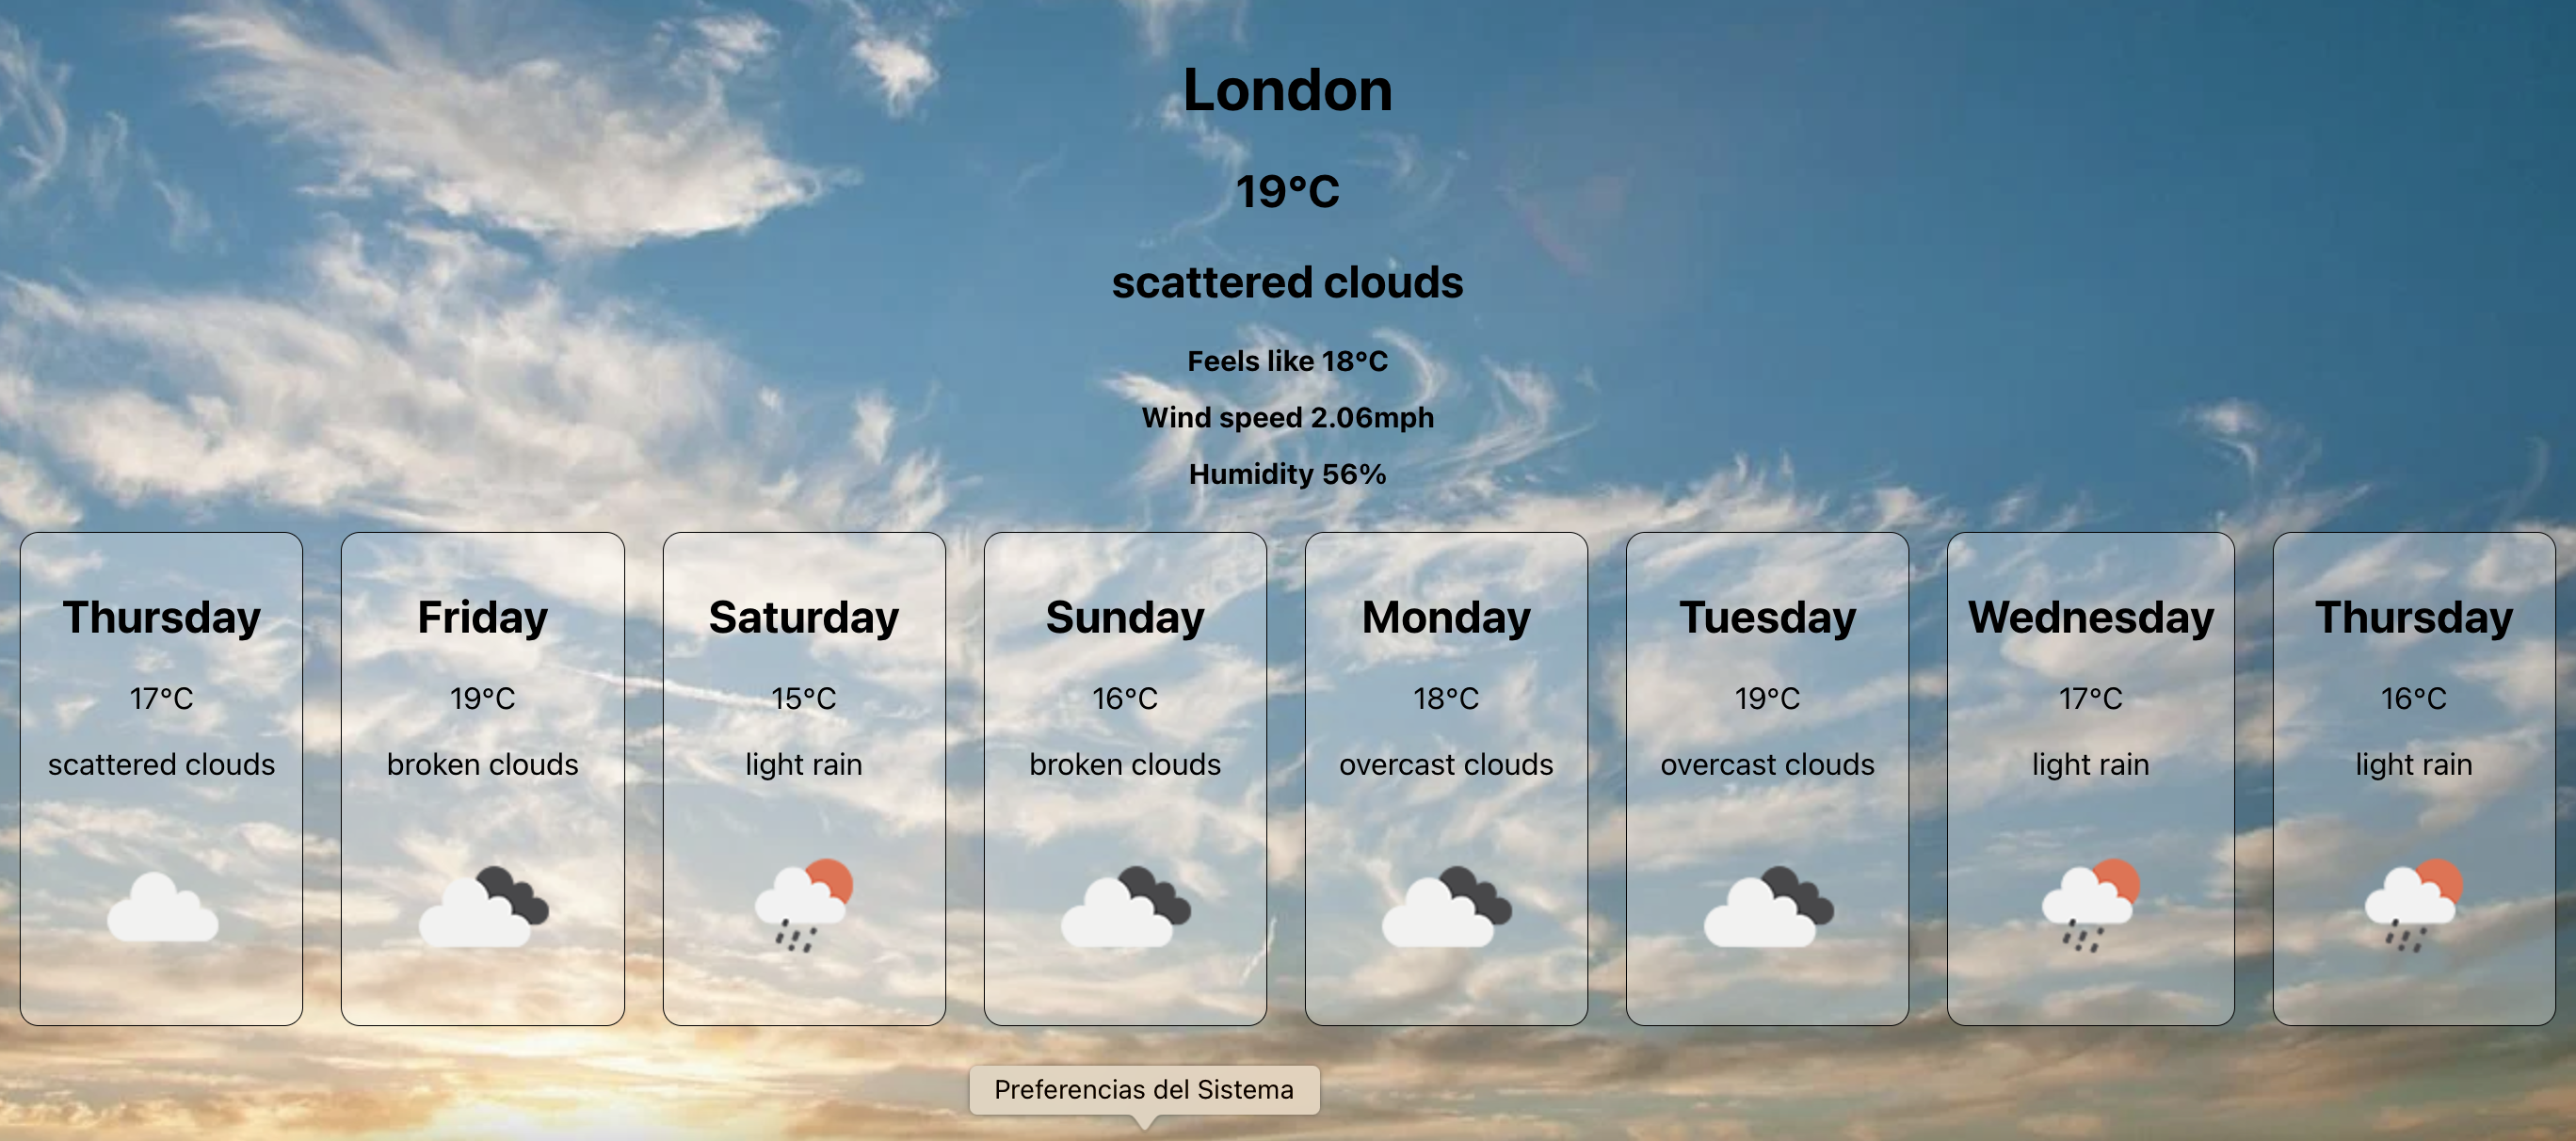 London
19°C
scattered clouds
Feels like 18°C
Wind speed 2.06mph
Humidity 56%
Thursday
17°C
scattered clouds
Friday
19°C
broken clouds
Saturday
15°C
light rain
Sunday
16°C
broken clouds
Monday
18°C
overcast clouds
Tuesday
19°C
overcast clouds
Wednesday
17°C
light rain
Thursday
16°C
light rain
Preferencias del Sistema